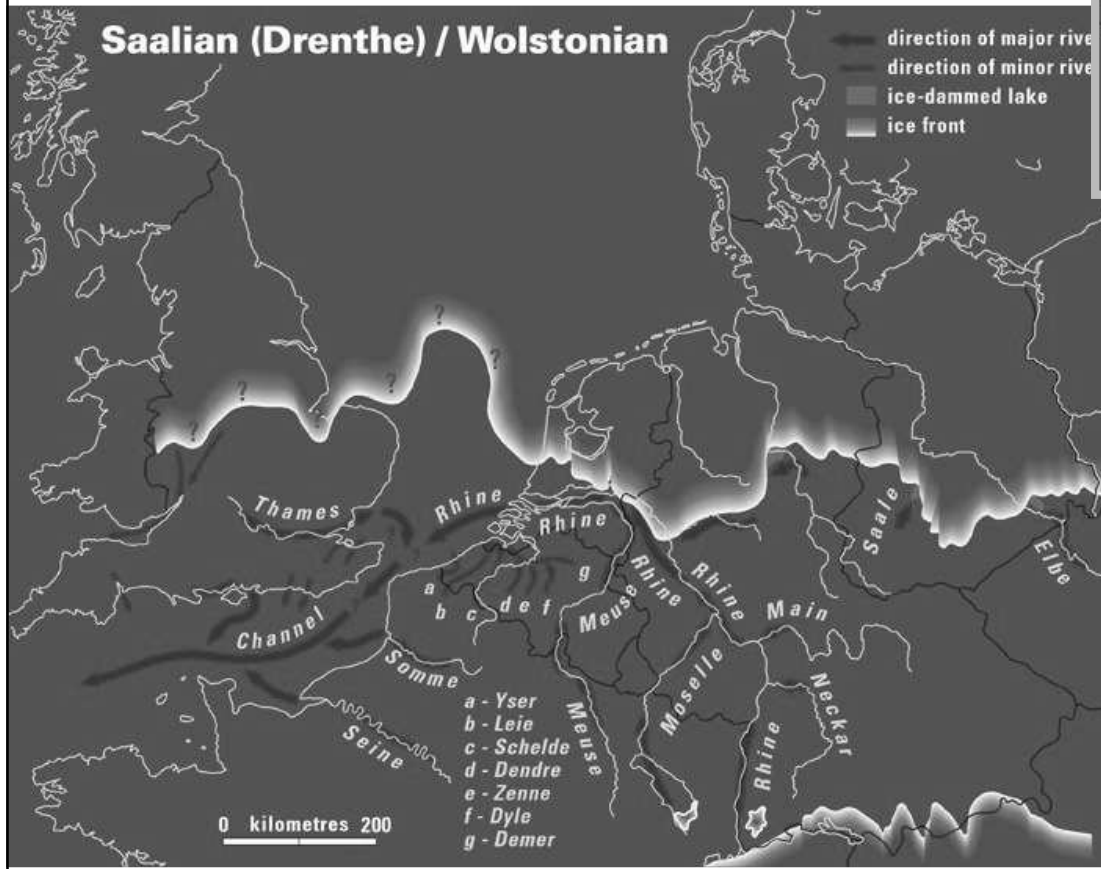 Saalian (Drenthe) / Wolstonian
direction of major rive
direction of minor rive
ice-dammed lake
ice front
?
?
?
?
?
?
Thames
Rhine
Rhine
Saale
Elbe
a
b
c
d e f
g
Meuse
Rhine
Rhine
Main
Channel
Somme
Moselle
Neckar
Seine
Meuse
Rhine
a - Yser
b - Leie
c - Schelde
d - Dendre
e - Zenne
f - Dyle
g - Demer
0 kilometres 200